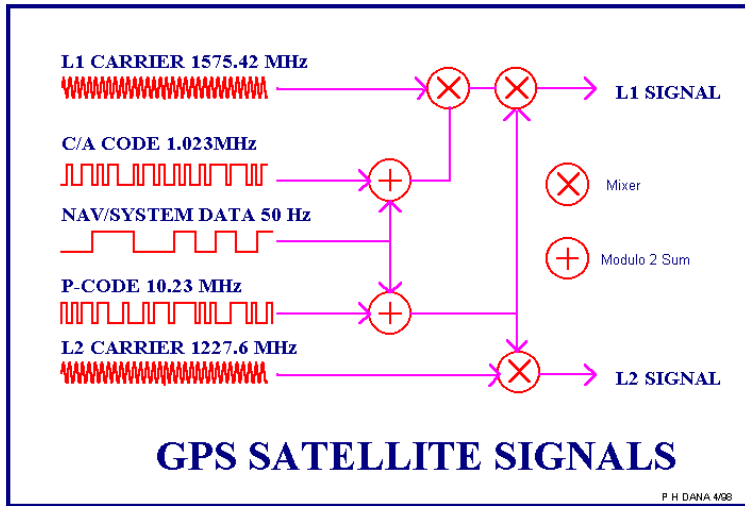 L1 CARRIER 1575.42 MHz
L1 SIGNAL
C/A CODE 1.023MHz
Mixer
NAV/SYSTEM DATA 50 Hz
Modulo 2 Sum
P-CODE 10.23 MHz
L2 CARRIER 1227.6 MHz
L2 SIGNAL
GPS SATELLITE SIGNALS
P H DANA 4/98